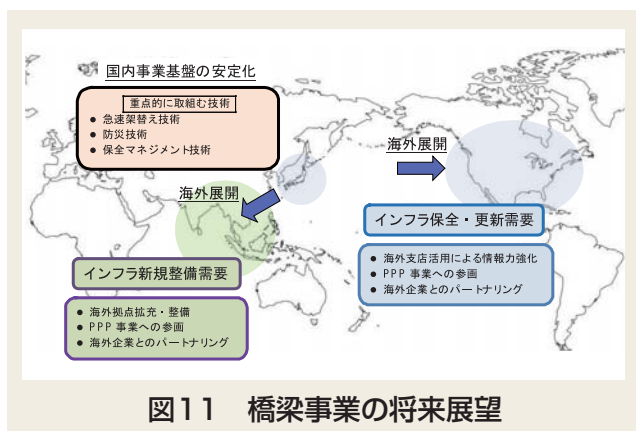 国内事業基盤の安定化
重点的に取組む技術
● 急速架替え技術
● 防災技術
● 保全マネジメント技術
海外展開
海外展開
インフラ保全・更新需要
● 海外支店活用による情報力強化
● PPP 事業への参画
● 海外企業とのパートナリング
インフラ新規整備需要
● 海外拠点拡充・整備
● PPP 事業への参画
● 海外企業とのパートナリング
図11 橋梁事業の将来展望